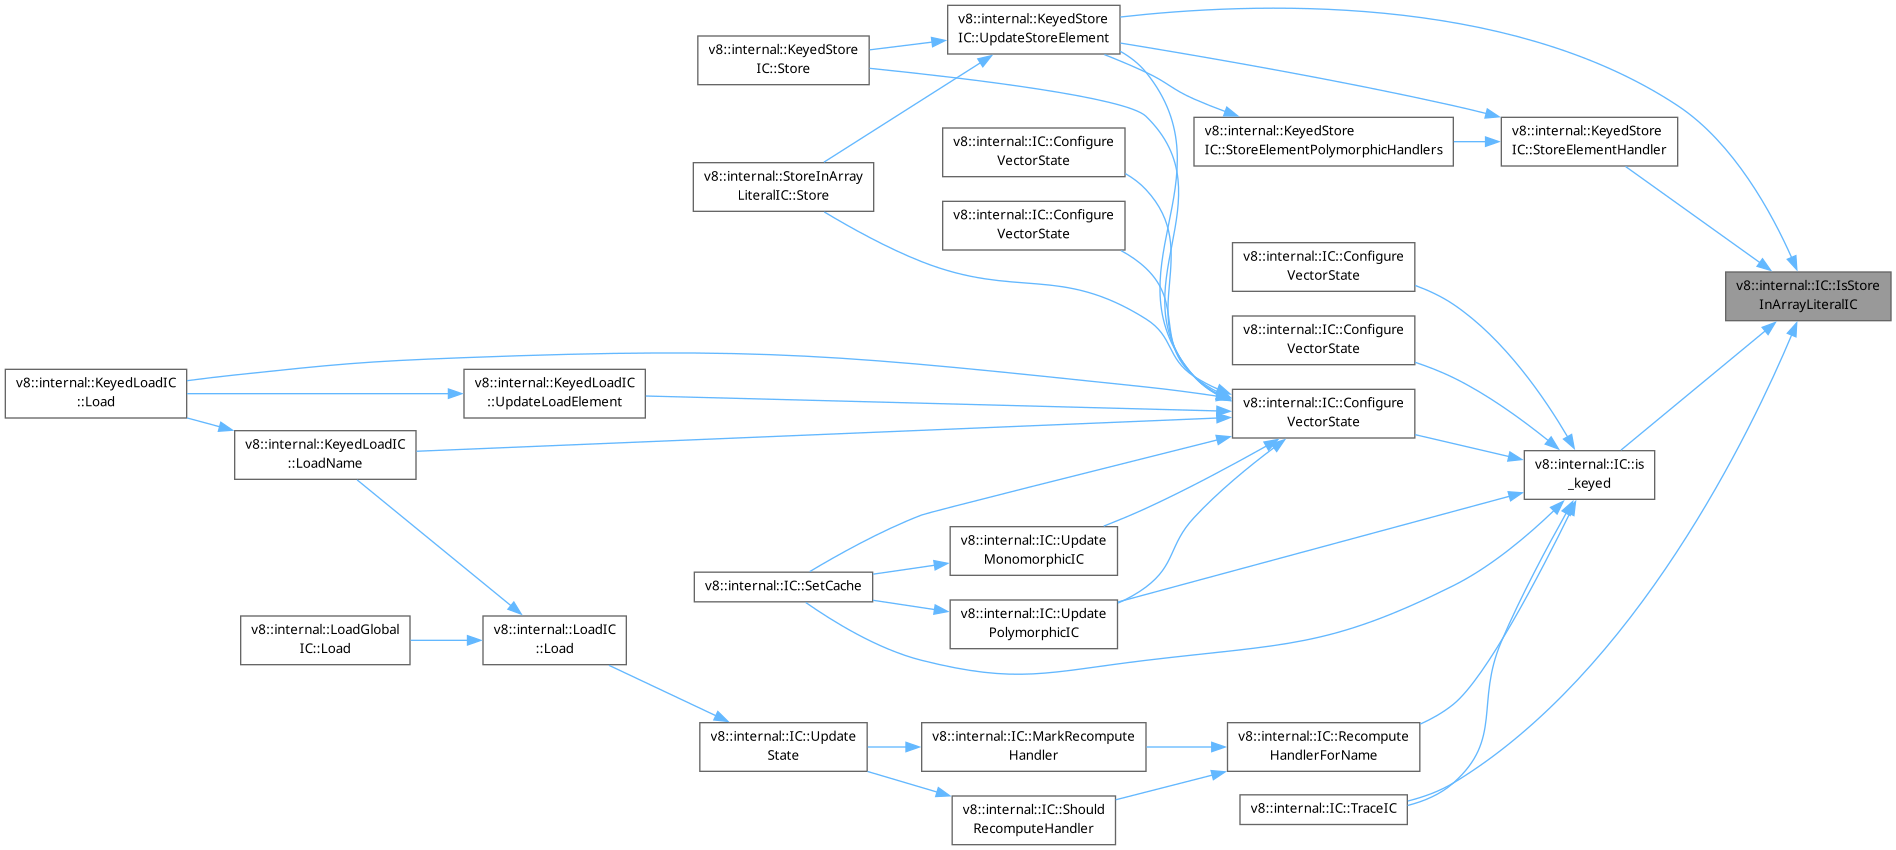 v8::internal::KeyedStore
IC::UpdateStoreElement
v8::internal::KeyedStore
IC::Store
v8::internal::IC::Configure
VectorState
v8::internal::KeyedStore
IC::StoreElementPolymorphicHandlers
v8::internal::KeyedStore
IC::StoreElementHandler
v8::internal::StoreInArray
LiteralIC::Store
v8::internal::IC::Configure
VectorState
v8::internal::IC::Configure
VectorState
v8::internal::IC::IsStore
InArrayLiteralIC
v8::internal::IC::Configure
VectorState
v8::internal::KeyedLoadIC
::Load
v8::internal::KeyedLoadIC
::UpdateLoadElement
v8::internal::IC::Configure
VectorState
v8::internal::KeyedLoadIC
::LoadName
v8::internal::IC::is
_keyed
v8::internal::IC::Update
MonomorphicIC
v8::internal::IC::SetCache
v8::internal::IC::Update
PolymorphicIC
v8::internal::LoadGlobal
IC::Load
v8::internal::LoadIC
::Load
v8::internal::IC::Update
State
v8::internal::IC::MarkRecompute
Handler
v8::internal::IC::Recompute
HandlerForName
v8::internal::IC::Should
RecomputeHandler
v8::internal::IC::TraceIC